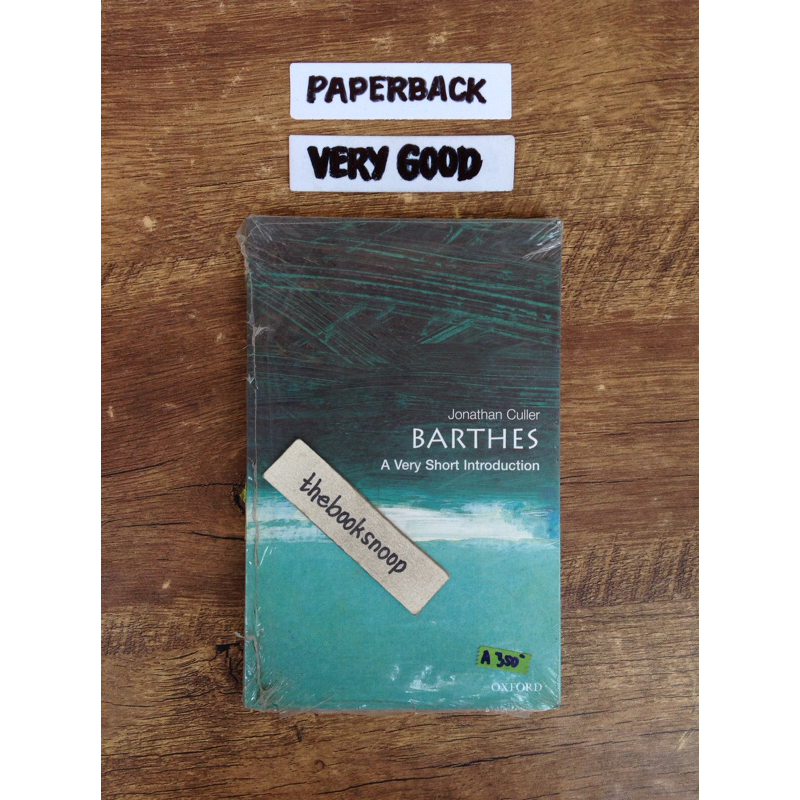 PAPERBACK
VERY GOOD
Jonathan Culler
BARTHES
A Very Short Introduction
thebooksnoop
A 350-
OXFORD